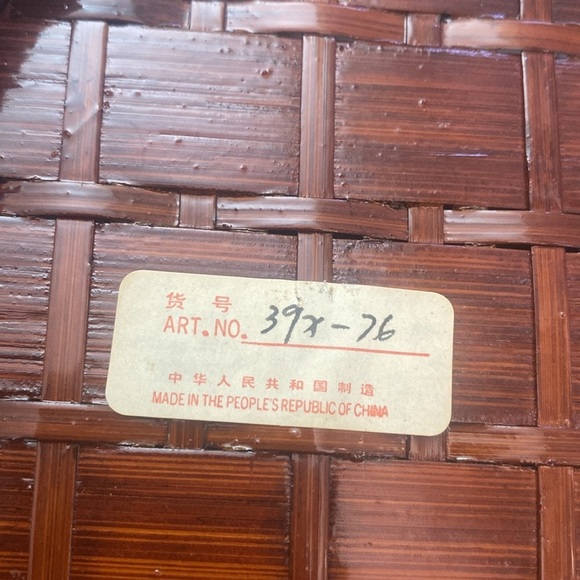 货号
ART. NO. 39x-76
中华人民共和国制造
MADE IN THE PEOPLE'S REPUBLIC OF CHINA